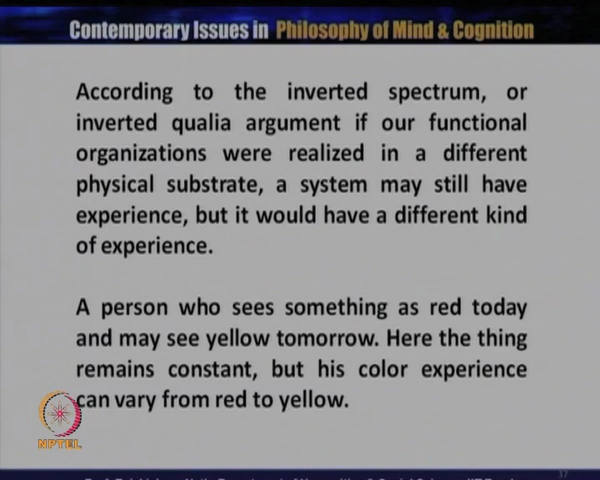 Contemporary Issues in Philosophy of Mind & Cognition
According to the inverted spectrum, or
inverted qualia argument if our functional
organizations were realized in a different
physical substrate, a system may still have
experience, but it would have a different kind
of experience.
A person who sees something as red today
and may see yellow tomorrow. Here the thing
remains constant, but his color experience
can vary from red to yellow.
NPTEL
17